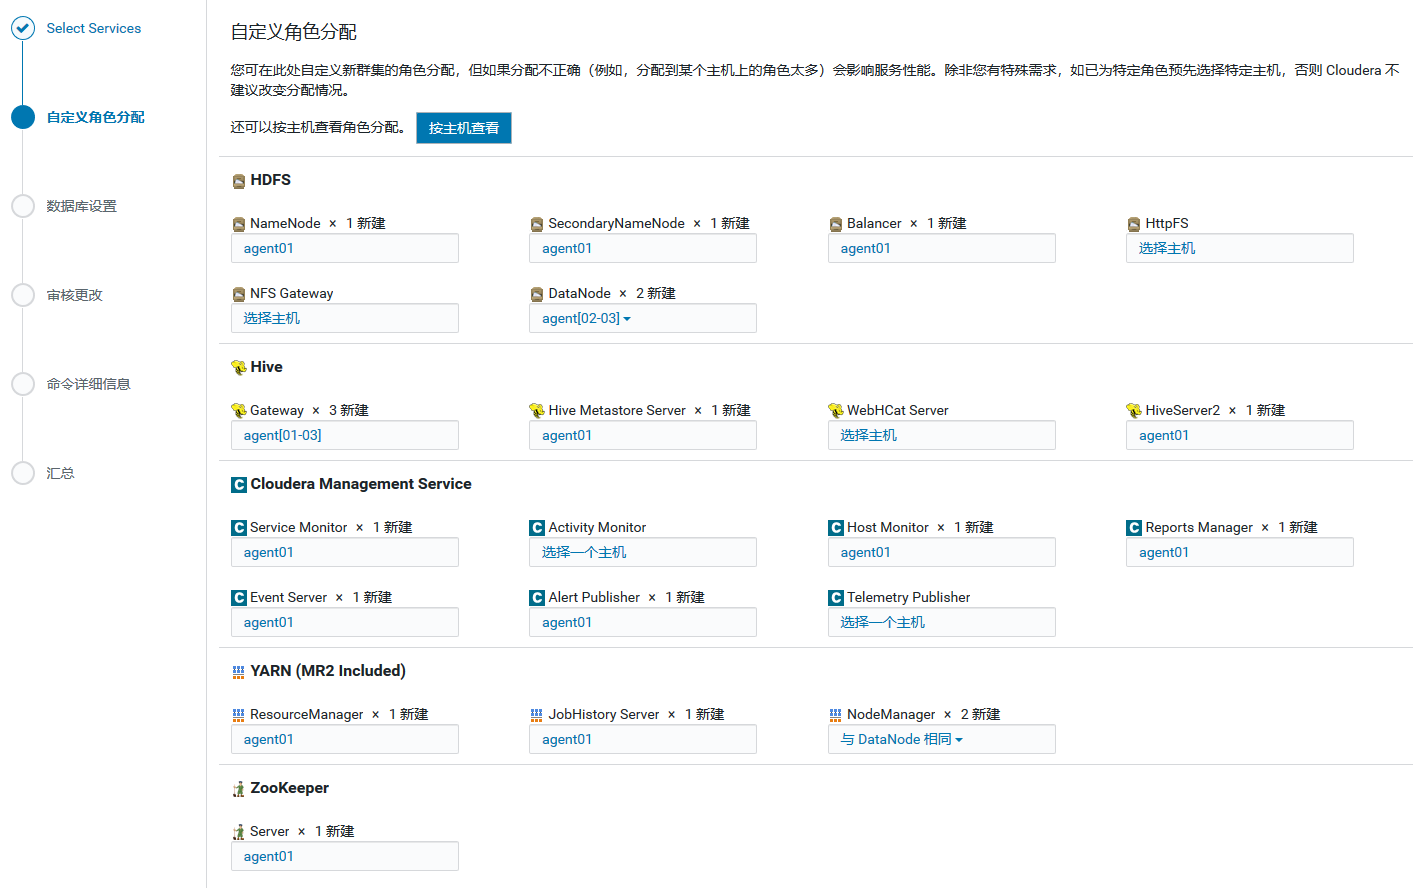 Select Services
自定义角色分配
数据库设置
审核更改
命令详细信息
汇总
自定义角色分配
您可在此处自定义新群集的角色分配，但如果分配不正确（例如，分配到某个主机上的角色太多）会影响服务性能。除非您有特殊需求，如已为特定角色预先选择特定主机，否则 Cloudera 不
建议改变分配情况。
还可以按主机查看角色分配。 按主机查看
HDFS
NameNode × 1 新建 SecondaryNameNode × 1 新建 Balancer × 1 新建 HttpFS
agent01 agent01 agent01 选择主机
NFS Gateway DataNode × 2 新建
选择主机 agent[02-03]
Hive
Gateway × 3 新建 Hive Metastore Server × 1 新建 WebHCat Server HiveServer2 × 1 新建
agent[01-03] agent01 选择主机 agent01
Cloudera Management Service
Service Monitor × 1 新建 Activity Monitor Host Monitor × 1 新建 Reports Manager × 1 新建
agent01 选择一个主机 agent01 agent01
Event Server × 1 新建 Alert Publisher × 1 新建 Telemetry Publisher
agent01 agent01 选择一个主机
YARN (MR2 Included)
ResourceManager × 1 新建 JobHistory Server × 1 新建 NodeManager × 2 新建
agent01 agent01 与 DataNode 相同
ZooKeeper
Server × 1 新建
agent01